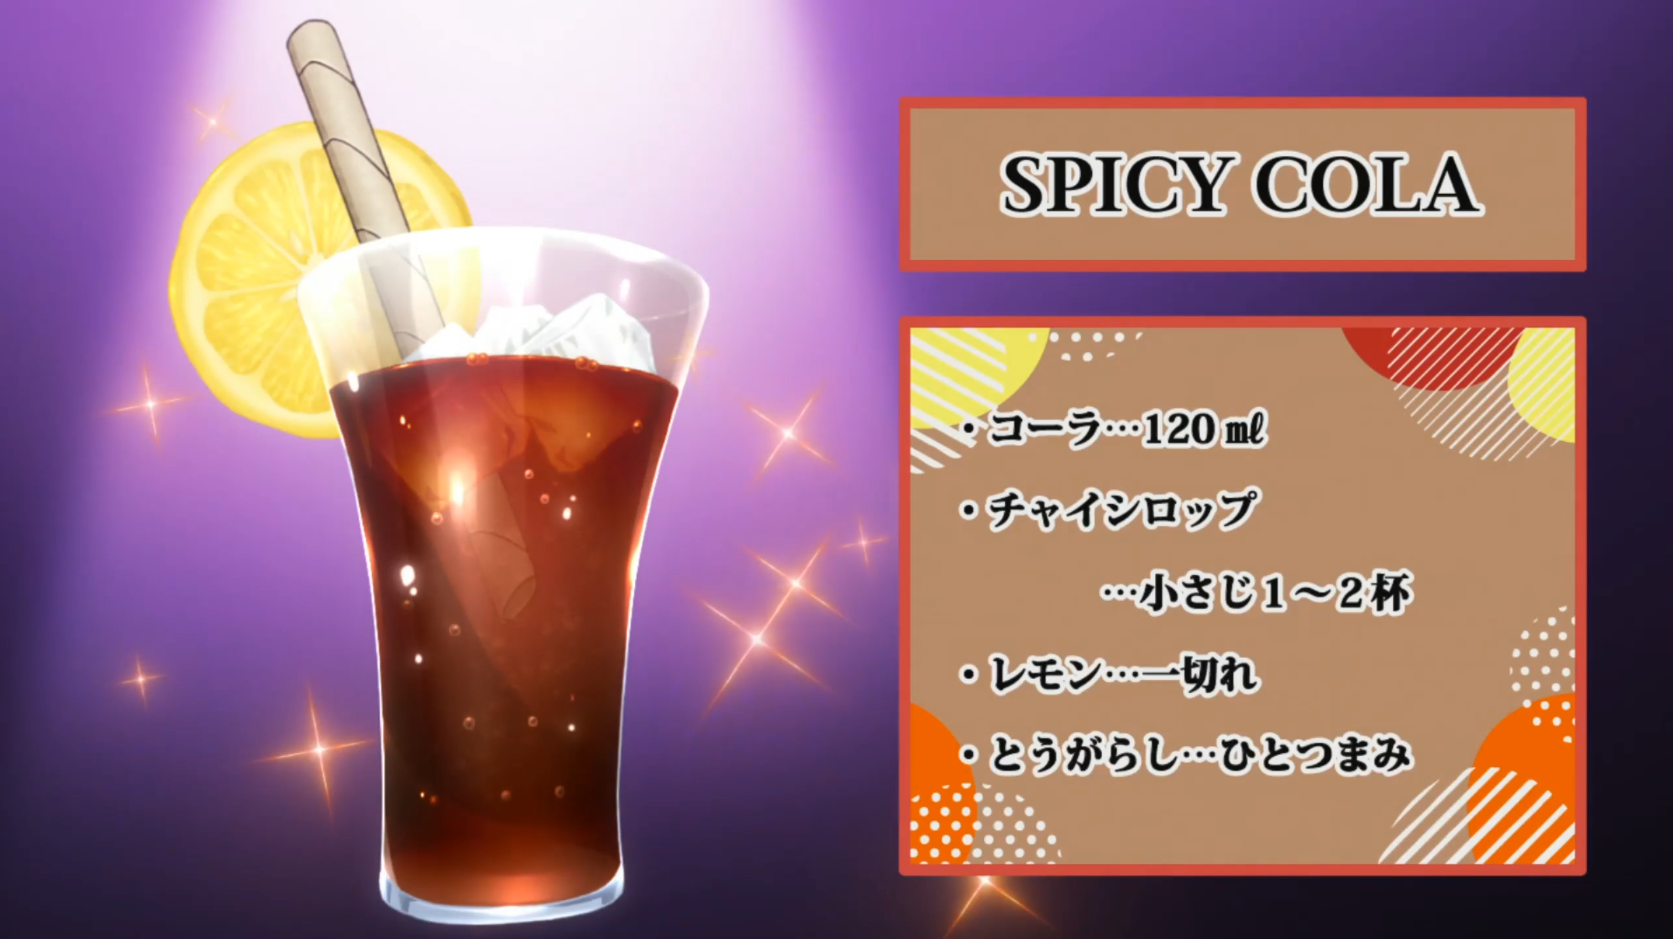 SPICY COLA
・コーラ…120㎖
・チャイシロップ
…小さじ1〜2杯
・レモン…一切れ
・とうがらし…ひとつまみ